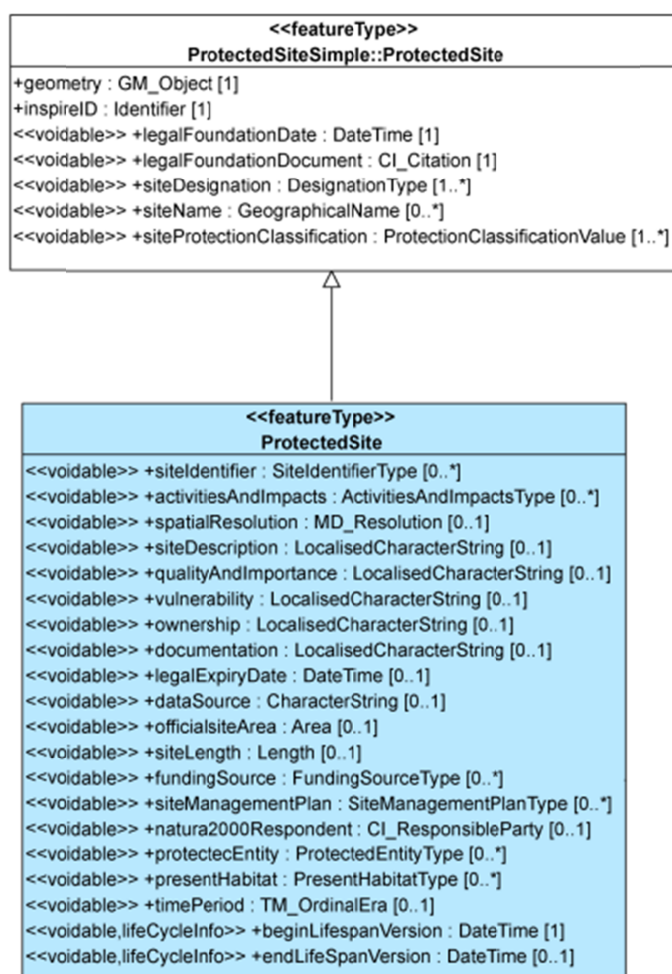 <<featureType>>
ProtectedSiteSimple::ProtectedSite
+geometry : GM_Object [1]
+inspireID : Identifier [1]
<<voidable>> +legalFoundationDate : DateTime [1]
<<voidable>> +legalFoundationDocument : CI_Citation [1]
<<voidable>> +siteDesignation : DesignationType [1..*]
<<voidable>> +siteName : GeographicalName [0..*]
<<voidable>> +siteProtectionClassification : ProtectionClassificationValue [1..*]
<<featureType>>
ProtectedSite
<<voidable>> +siteIdentifier : SiteIdentifierType [0..*]
<<voidable>> +activitiesAndImpacts : ActivitiesAndImpactsType [0..*]
<<voidable>> +spatialResolution : MD_Resolution [0..1]
<<voidable>> +siteDescription : LocalisedCharacterString [0..1]
<<voidable>> +qualityAndImportance : LocalisedCharacterString [0..1]
<<voidable>> +vulnerability : LocalisedCharacterString [0..1]
<<voidable>> +ownership : LocalisedCharacterString [0..1]
<<voidable>> +documentation : LocalisedCharacterString [0..1]
<<voidable>> +legalExpiryDate : DateTime [0..1]
<<voidable>> +dataSource : CharacterString [0..1]
<<voidable>> +officialsiteArea : Area [0..1]
<<voidable>> +siteLength : Length [0..1]
<<voidable>> +fundingSource : FundingSourceType [0..*]
<<voidable>> +siteManagementPlan : SiteManagementPlanType [0..*]
<<voidable>> +natura2000Respondent : CI_ResponsibleParty [0..1]
<<voidable>> +protectecEntity : ProtectedEntityType [0..*]
<<voidable>> +presentHabitat : PresentHabitatType [0..*]
<<voidable>> +timePeriod : TM_OrdinalEra [0..1]
<<voidable,lifeCycleInfo>> +beginLifespanVersion : DateTime [1]
<<voidable,lifeCycleInfo>> +endLifeSpanVersion : DateTime [0..1]